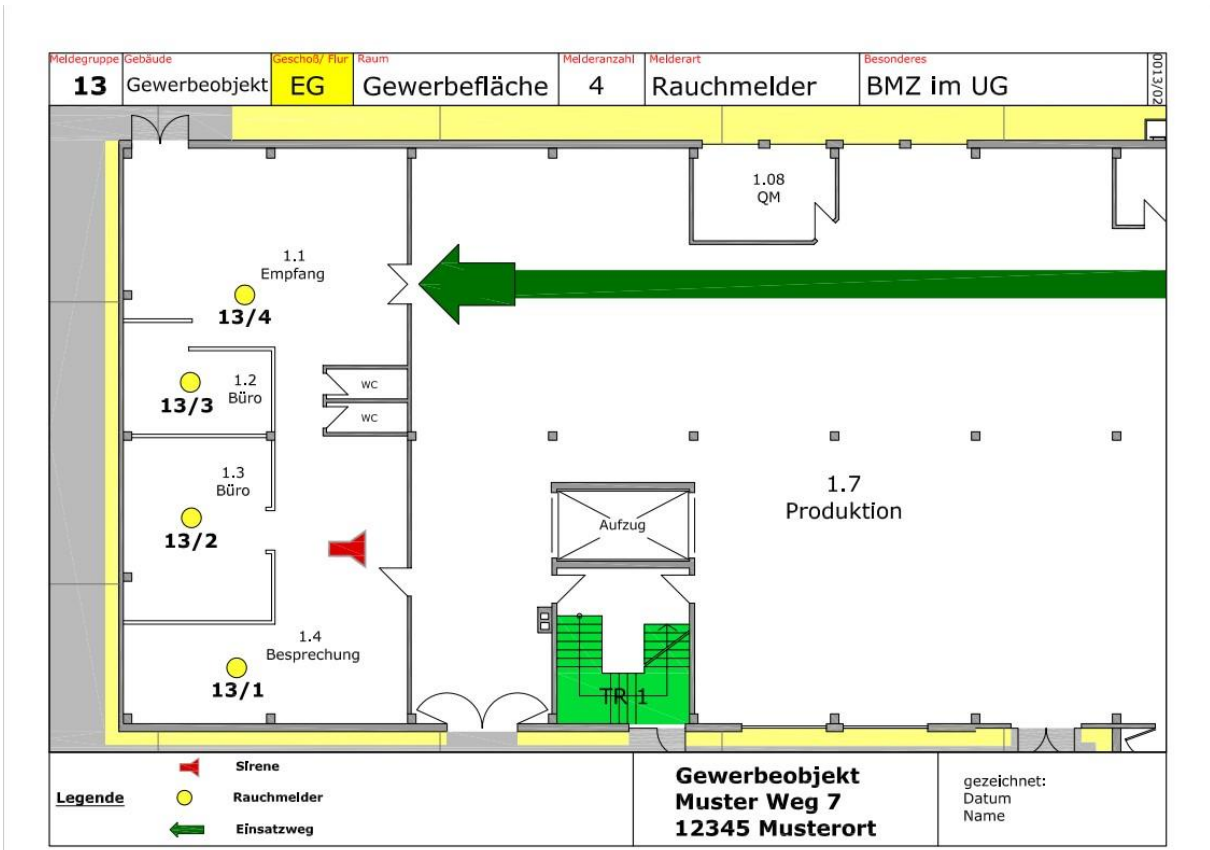 Meldegruppe Gebäude Geschoß/ Flur Raum Melderanzahl Melderart Besonderes
13 Gewerbeobjekt EG Gewerbefläche 4 Rauchmelder BMZ im UG
0013/02
1.08
QM
1.1
Empfang
13/4
1.2
Büro
13/3
WC
WC
1.3
Büro
13/2
1.7
Produktion
Aufzug
1.4
Besprechung
13/1
TR 1
Legende
Sirene
Rauchmelder
Einsatzweg
Gewerbeobjekt
Muster Weg 7
12345 Musterort
gezeichnet:
Datum
Name